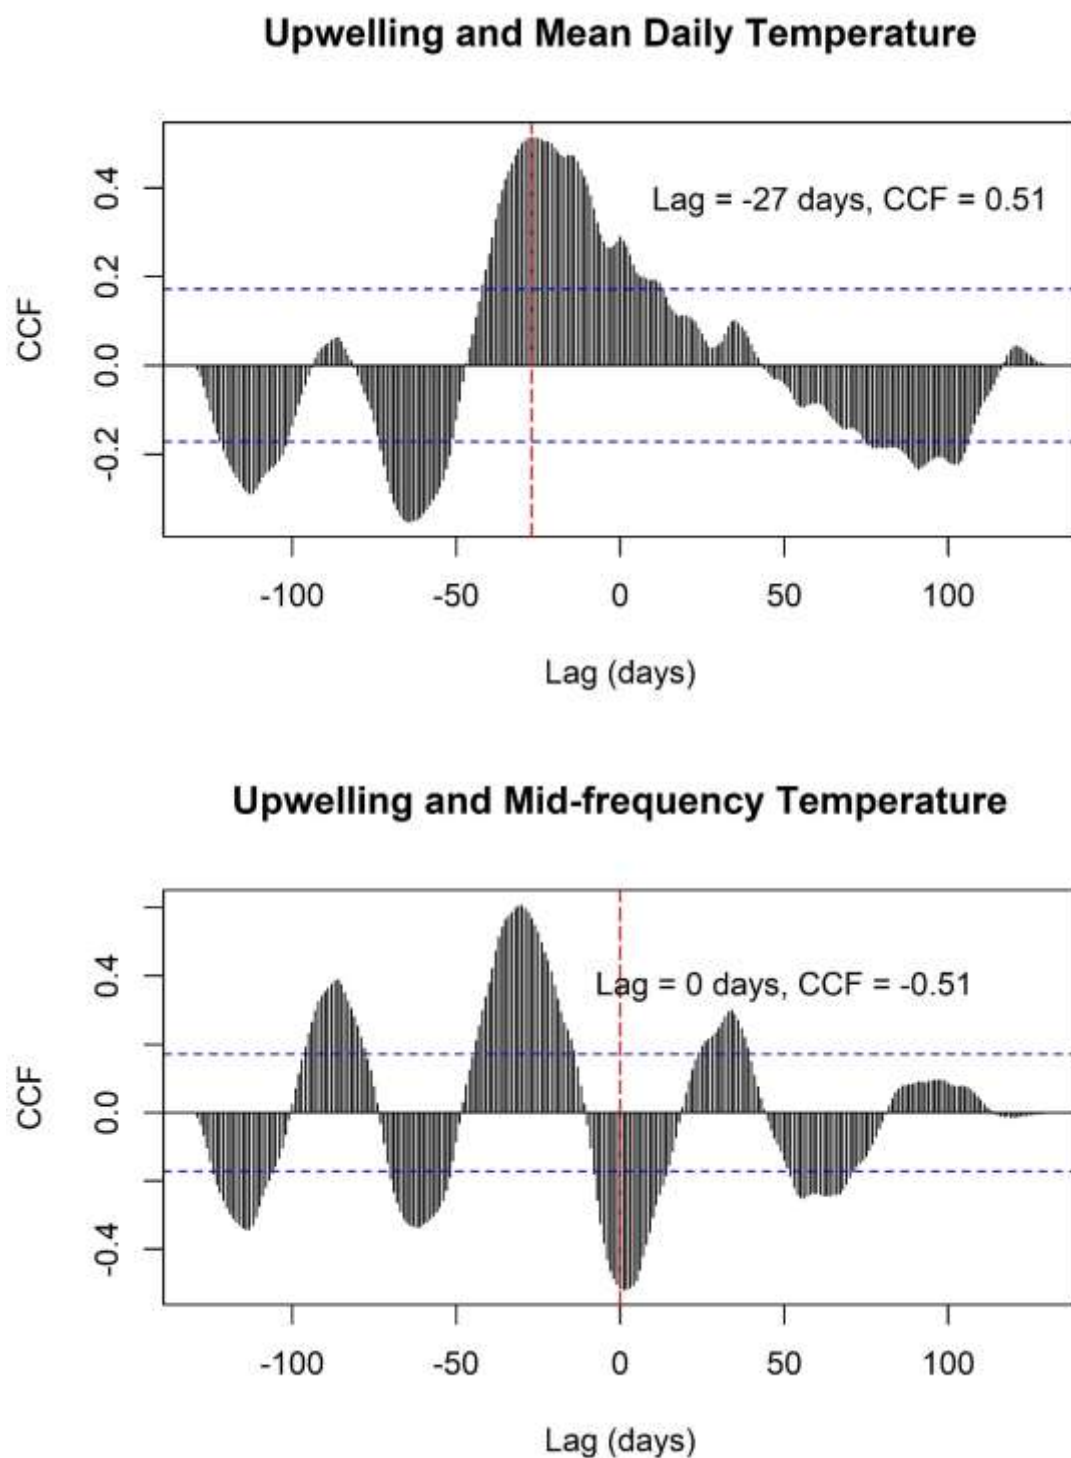 Upwelling and Mean Daily Temperature
Lag = -27 days, CCF = 0.51
CCF
0.4
0.2
0.0
-0.2
-100 -50 0 50 100
Lag (days)
Upwelling and Mid-frequency Temperature
Lag = 0 days, CCF = -0.51
CCF
0.4
0.0
-0.4
-100 -50 0 50 100
Lag (days)